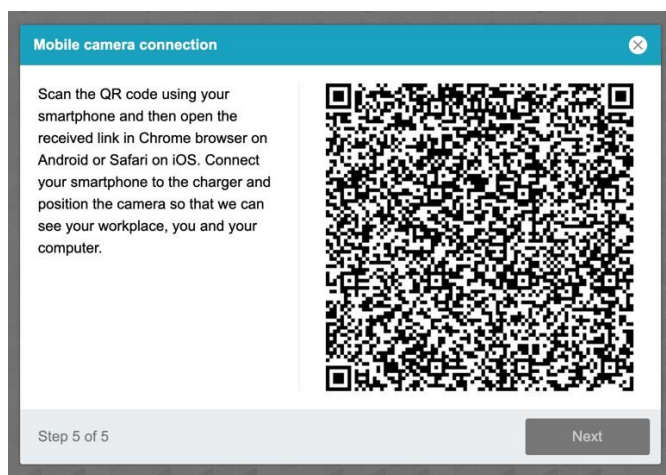 Mobile camera connection
Scan the QR code using your
smartphone and then open the
received link in Chrome browser on
Android or Safari on iOS. Connect
your smartphone to the charger and
position the camera so that we can
see your workplace, you and your
computer.
Step 5 of 5
Next